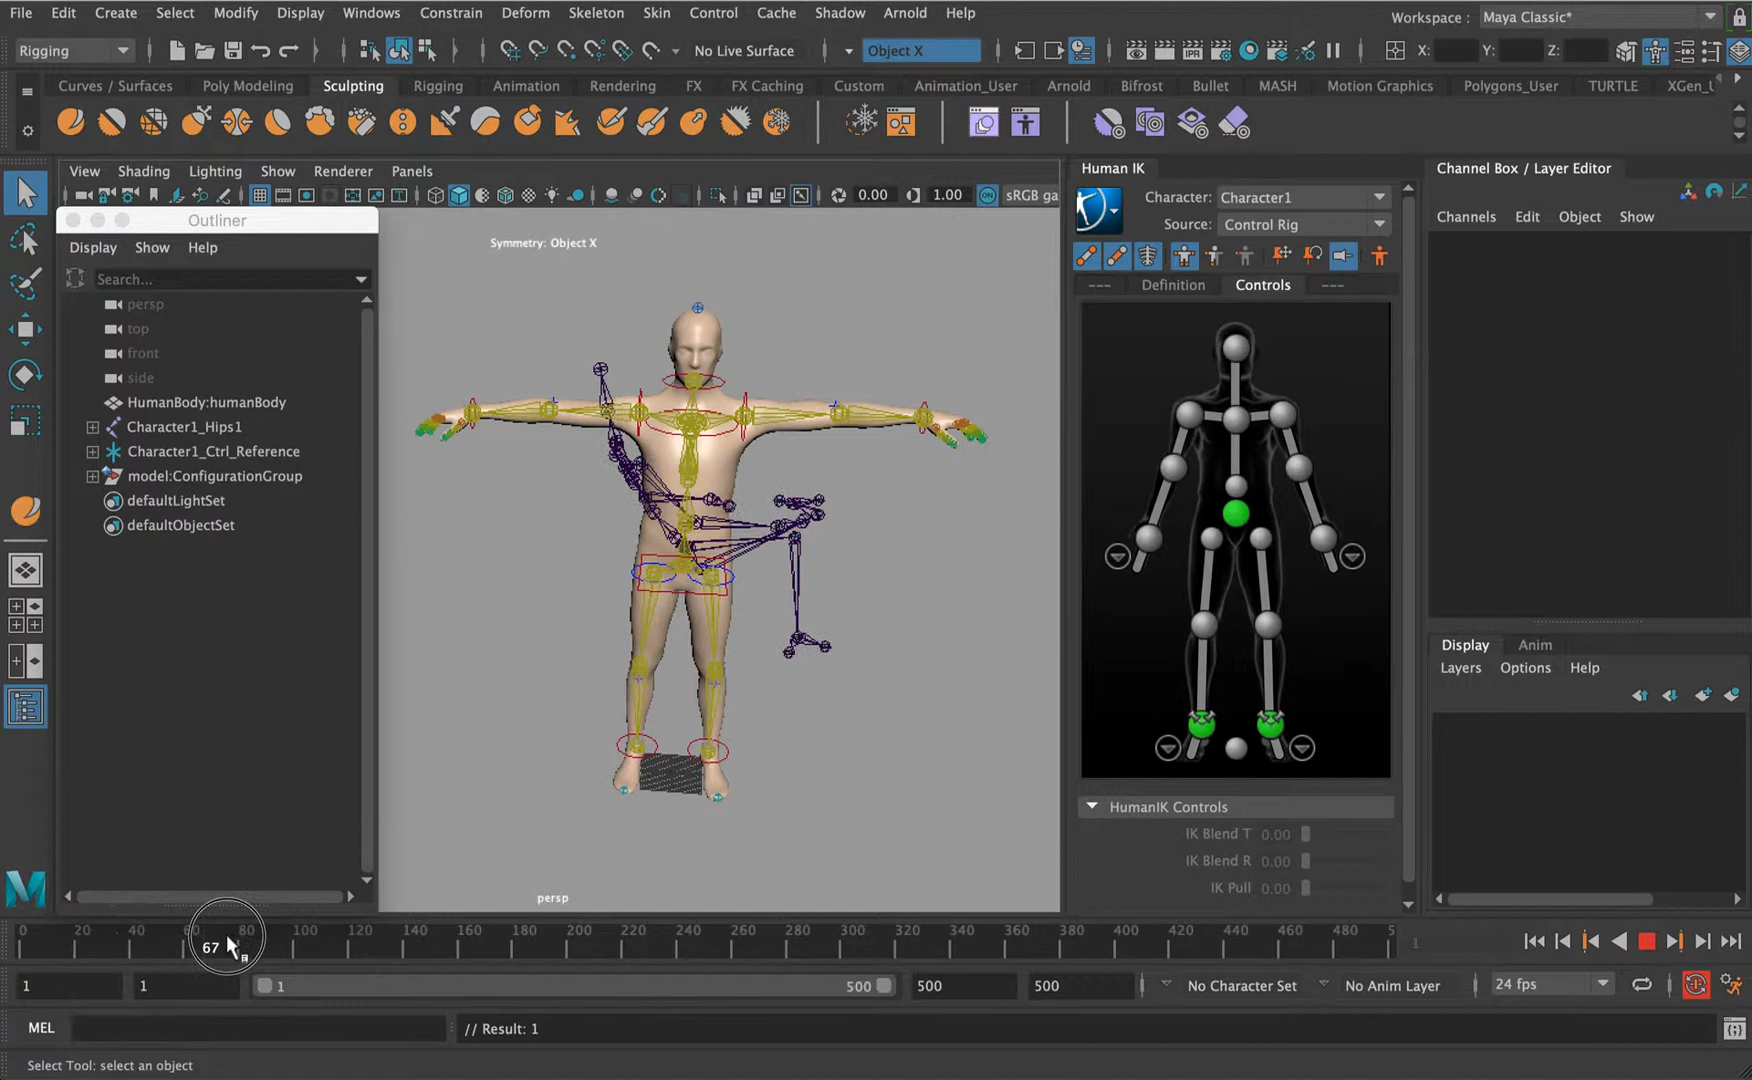 File Edit Create Select Modify Display Windows Constrain Deform Skeleton Skin Control Cache Shadow Arnold Help
Workspace : Maya Classic*
Rigging No Live Surface Object X X: Y: Z:
Curves / Surfaces Poly Modeling Sculpting Rigging Animation Rendering FX FX Caching Custom Animation_User Arnold Bifrost Bullet MASH Motion Graphics Polygons_User TURTLE XGen_U
View Shading Lighting Show Renderer Panels
0.00 1.00 ON sRGB ga
Outliner
Display Show Help
Search...
persp
top
front
side
HumanBody:humanBody
Character1_Hips1
Character1_Ctrl_Reference
model:ConfigurationGroup
defaultLightSet
defaultObjectSet
Symmetry: Object X
persp
Human IK
Character: Character1
Source: Control Rig
--- Definition Controls ---
HumanIK Controls
IK Blend T 0.00
IK Blend R 0.00
IK Pull 0.00
Channel Box / Layer Editor
Channels Edit Object Show
Display Anim
Layers Options Help
0 20 40 60 80 100 120 140 160 180 200 220 240 260 280 300 320 340 360 380 400 420 440 460 480 5
67
1
1 1 1 500 500 500 No Character Set No Anim Layer 24 fps
MEL // Result: 1
Select Tool: select an object